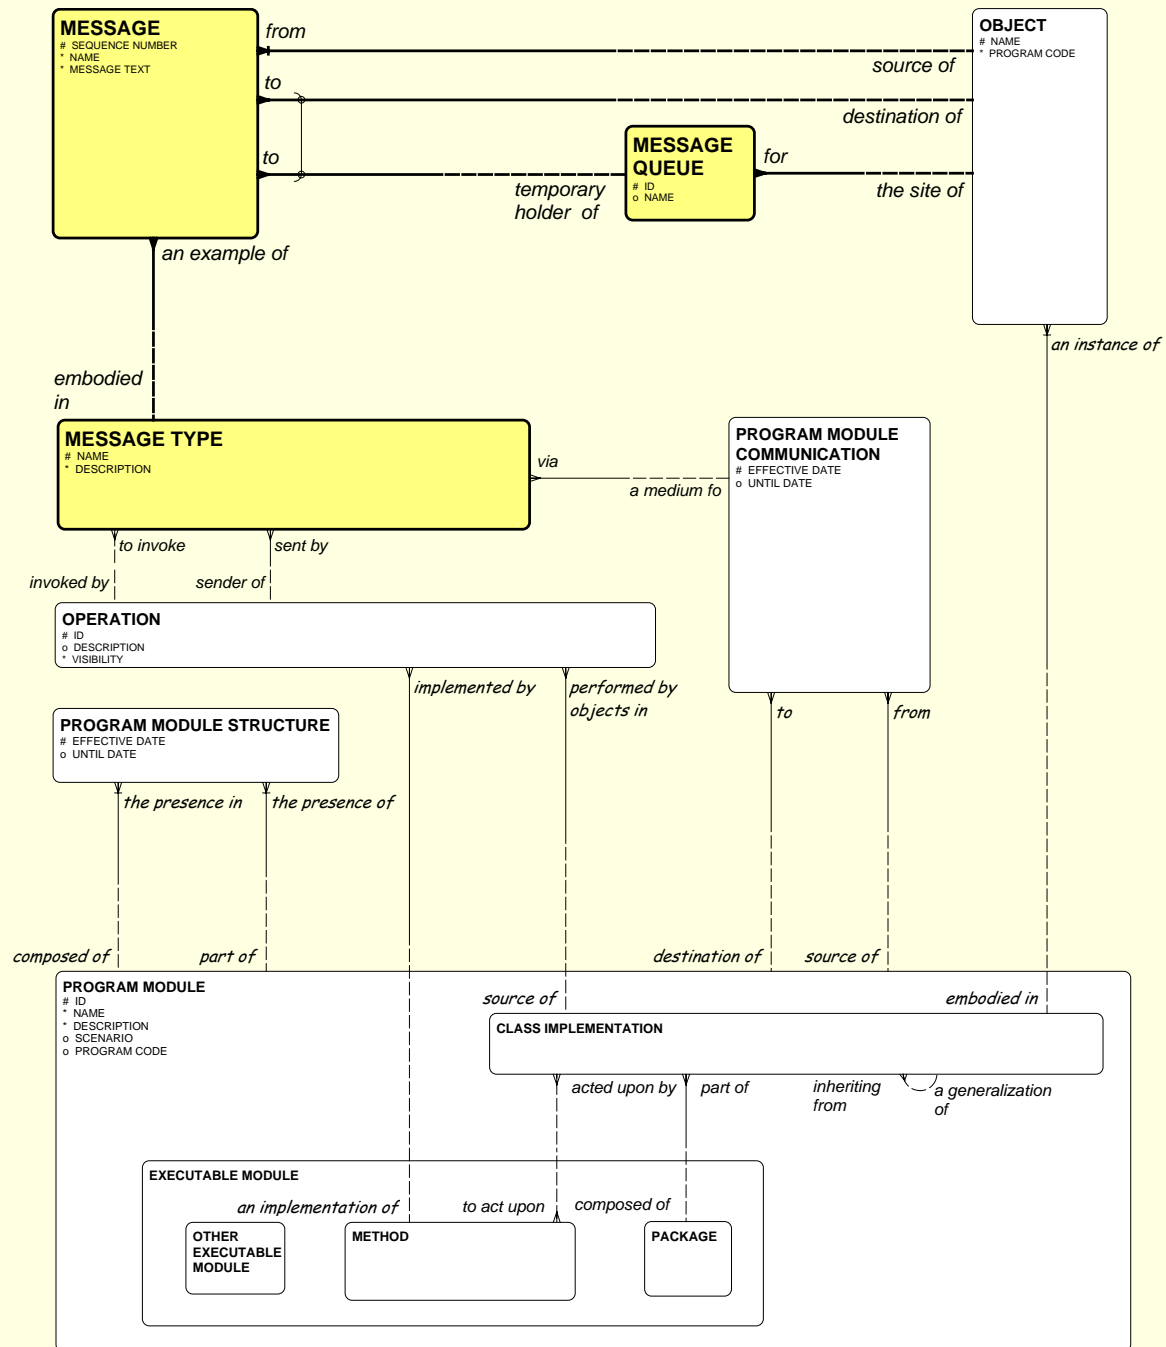 MESSAGE
# SEQUENCE NUMBER
* NAME
* MESSAGE TEXT
from
source of
OBJECT
# NAME
* PROGRAM CODE
to
destination of
to
temporary
holder of
MESSAGE
QUEUE
# ID
o NAME
for
the site of
an example of
an instance of
embodied
in
MESSAGE TYPE
# NAME
* DESCRIPTION
via
a medium fo
PROGRAM MODULE
COMMUNICATION
# EFFECTIVE DATE
o UNTIL DATE
to invoke
sent by
invoked by
sender of
OPERATION
# ID
o DESCRIPTION
* VISIBILITY
implemented by
performed by
objects in
to
from
PROGRAM MODULE STRUCTURE
# EFFECTIVE DATE
o UNTIL DATE
the presence in
the presence of
composed of
part of
destination of
source of
PROGRAM MODULE
# ID
* NAME
* DESCRIPTION
o SCENARIO
o PROGRAM CODE
source of
embodied in
CLASS IMPLEMENTATION
acted upon by
part of
inheriting
from
a generalization
of
EXECUTABLE MODULE
an implementation of
to act upon
composed of
OTHER
EXECUTABLE
MODULE
METHOD
PACKAGE